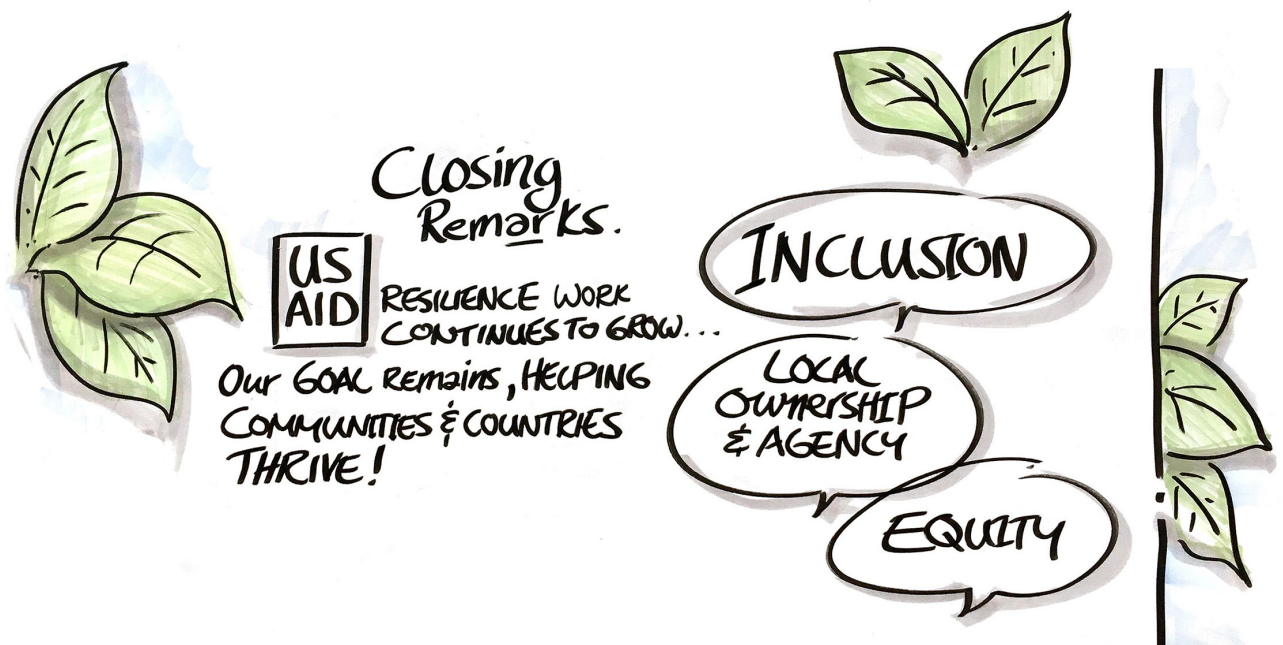 Closing
Remarks.
US
AID
RESILIENCE WORK
CONTINUES TO GROW...
Our GOAL Remains, HELPING
COMMUNITIES & COUNTRIES
THRIVE!
INCLUSION
LOCAL
OWnERSHIP
& AGENCY
EQUITY